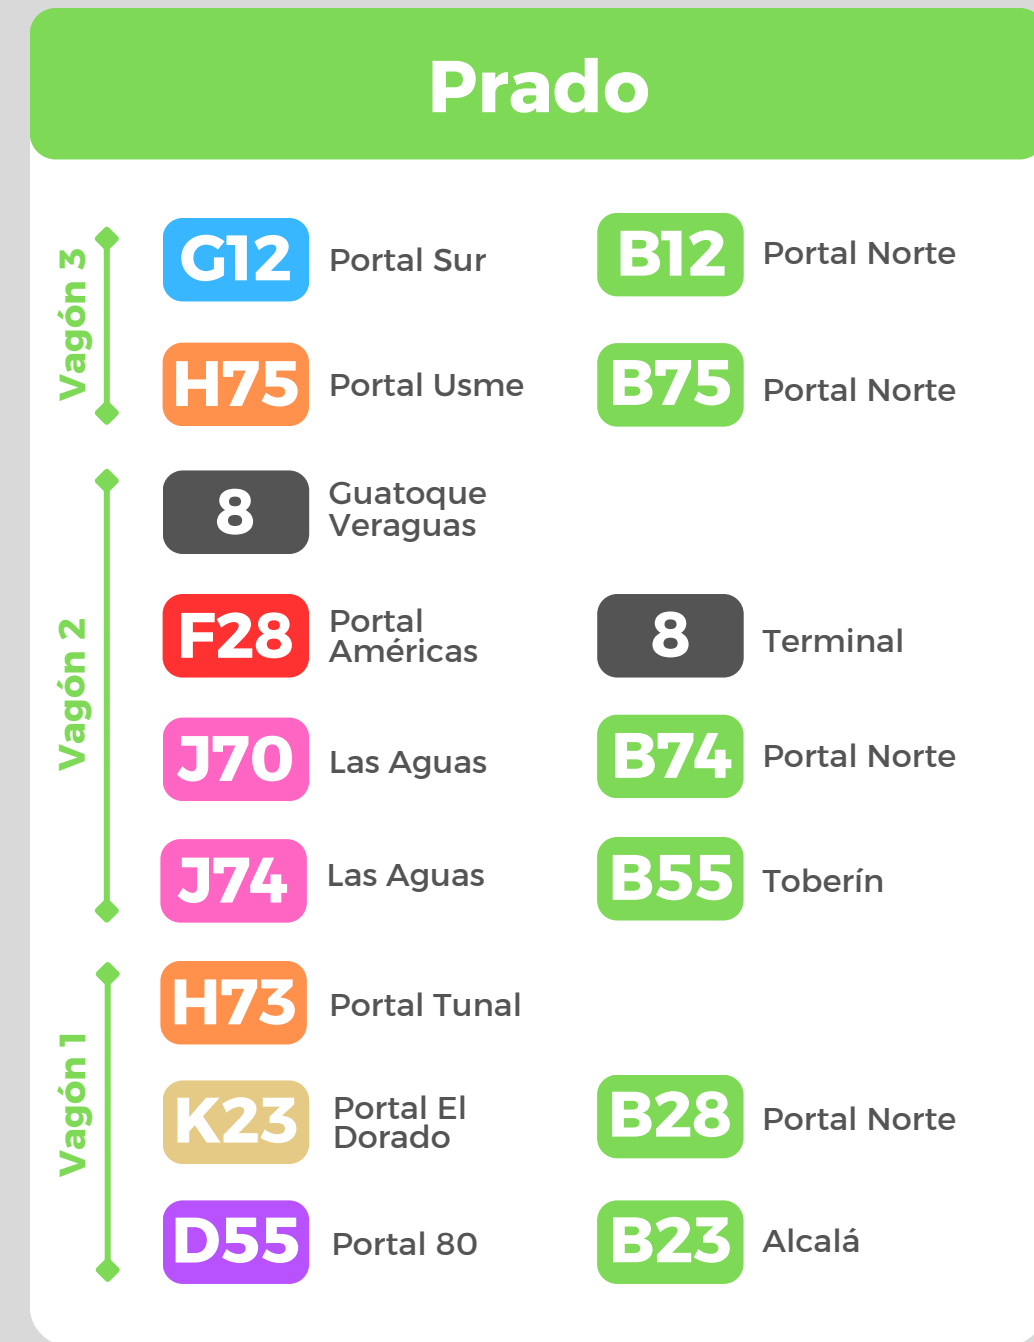 Prado
Vagón 3
G12 Portal Sur
B12 Portal Norte
H75 Portal Usme
B75 Portal Norte
Vagón 2
8 Guatoque
Veraguas
F28 Portal
Américas
8 Terminal
J70 Las Aguas
B74 Portal Norte
J74 Las Aguas
B55 Toberín
Vagón 1
H73 Portal Tunal
K23 Portal El
Dorado
B28 Portal Norte
D55 Portal 80
B23 Alcalá